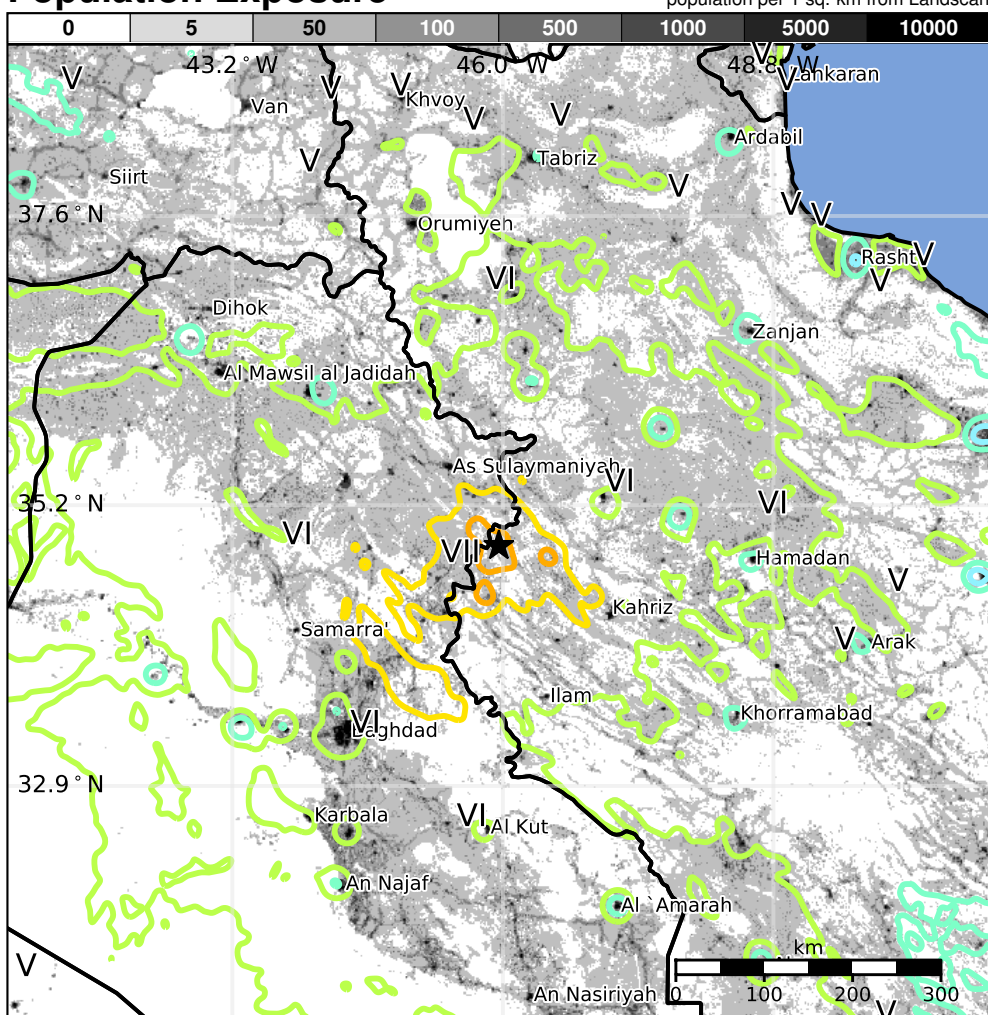 Population Exposure
population per 1 sq. km from Landscan
0 5 50 100 500 1000 5000 10000
43.2°W 46.0°W 48.8°W
V V V V V V
Lankaran
Van Khvoy V V
Ardabil
Tabriz
V
Siirt V
V V
37.6°N
Orumiyeh
Rasht V
VI V
Dihok
Zanjan
Al Mawsil al Jadidah
As Sulaymaniyah
VI
35.2°N VI
VI
VII Hamadan
V
Kahriz
Samarra'
V Arak
Ilam
VI Khorramabad
Baghdad
32.9°N
Karbala VI Al Kut
An Najaf
Al `Amarah
km
V
An Nasiriyah 0 100 200 300
V